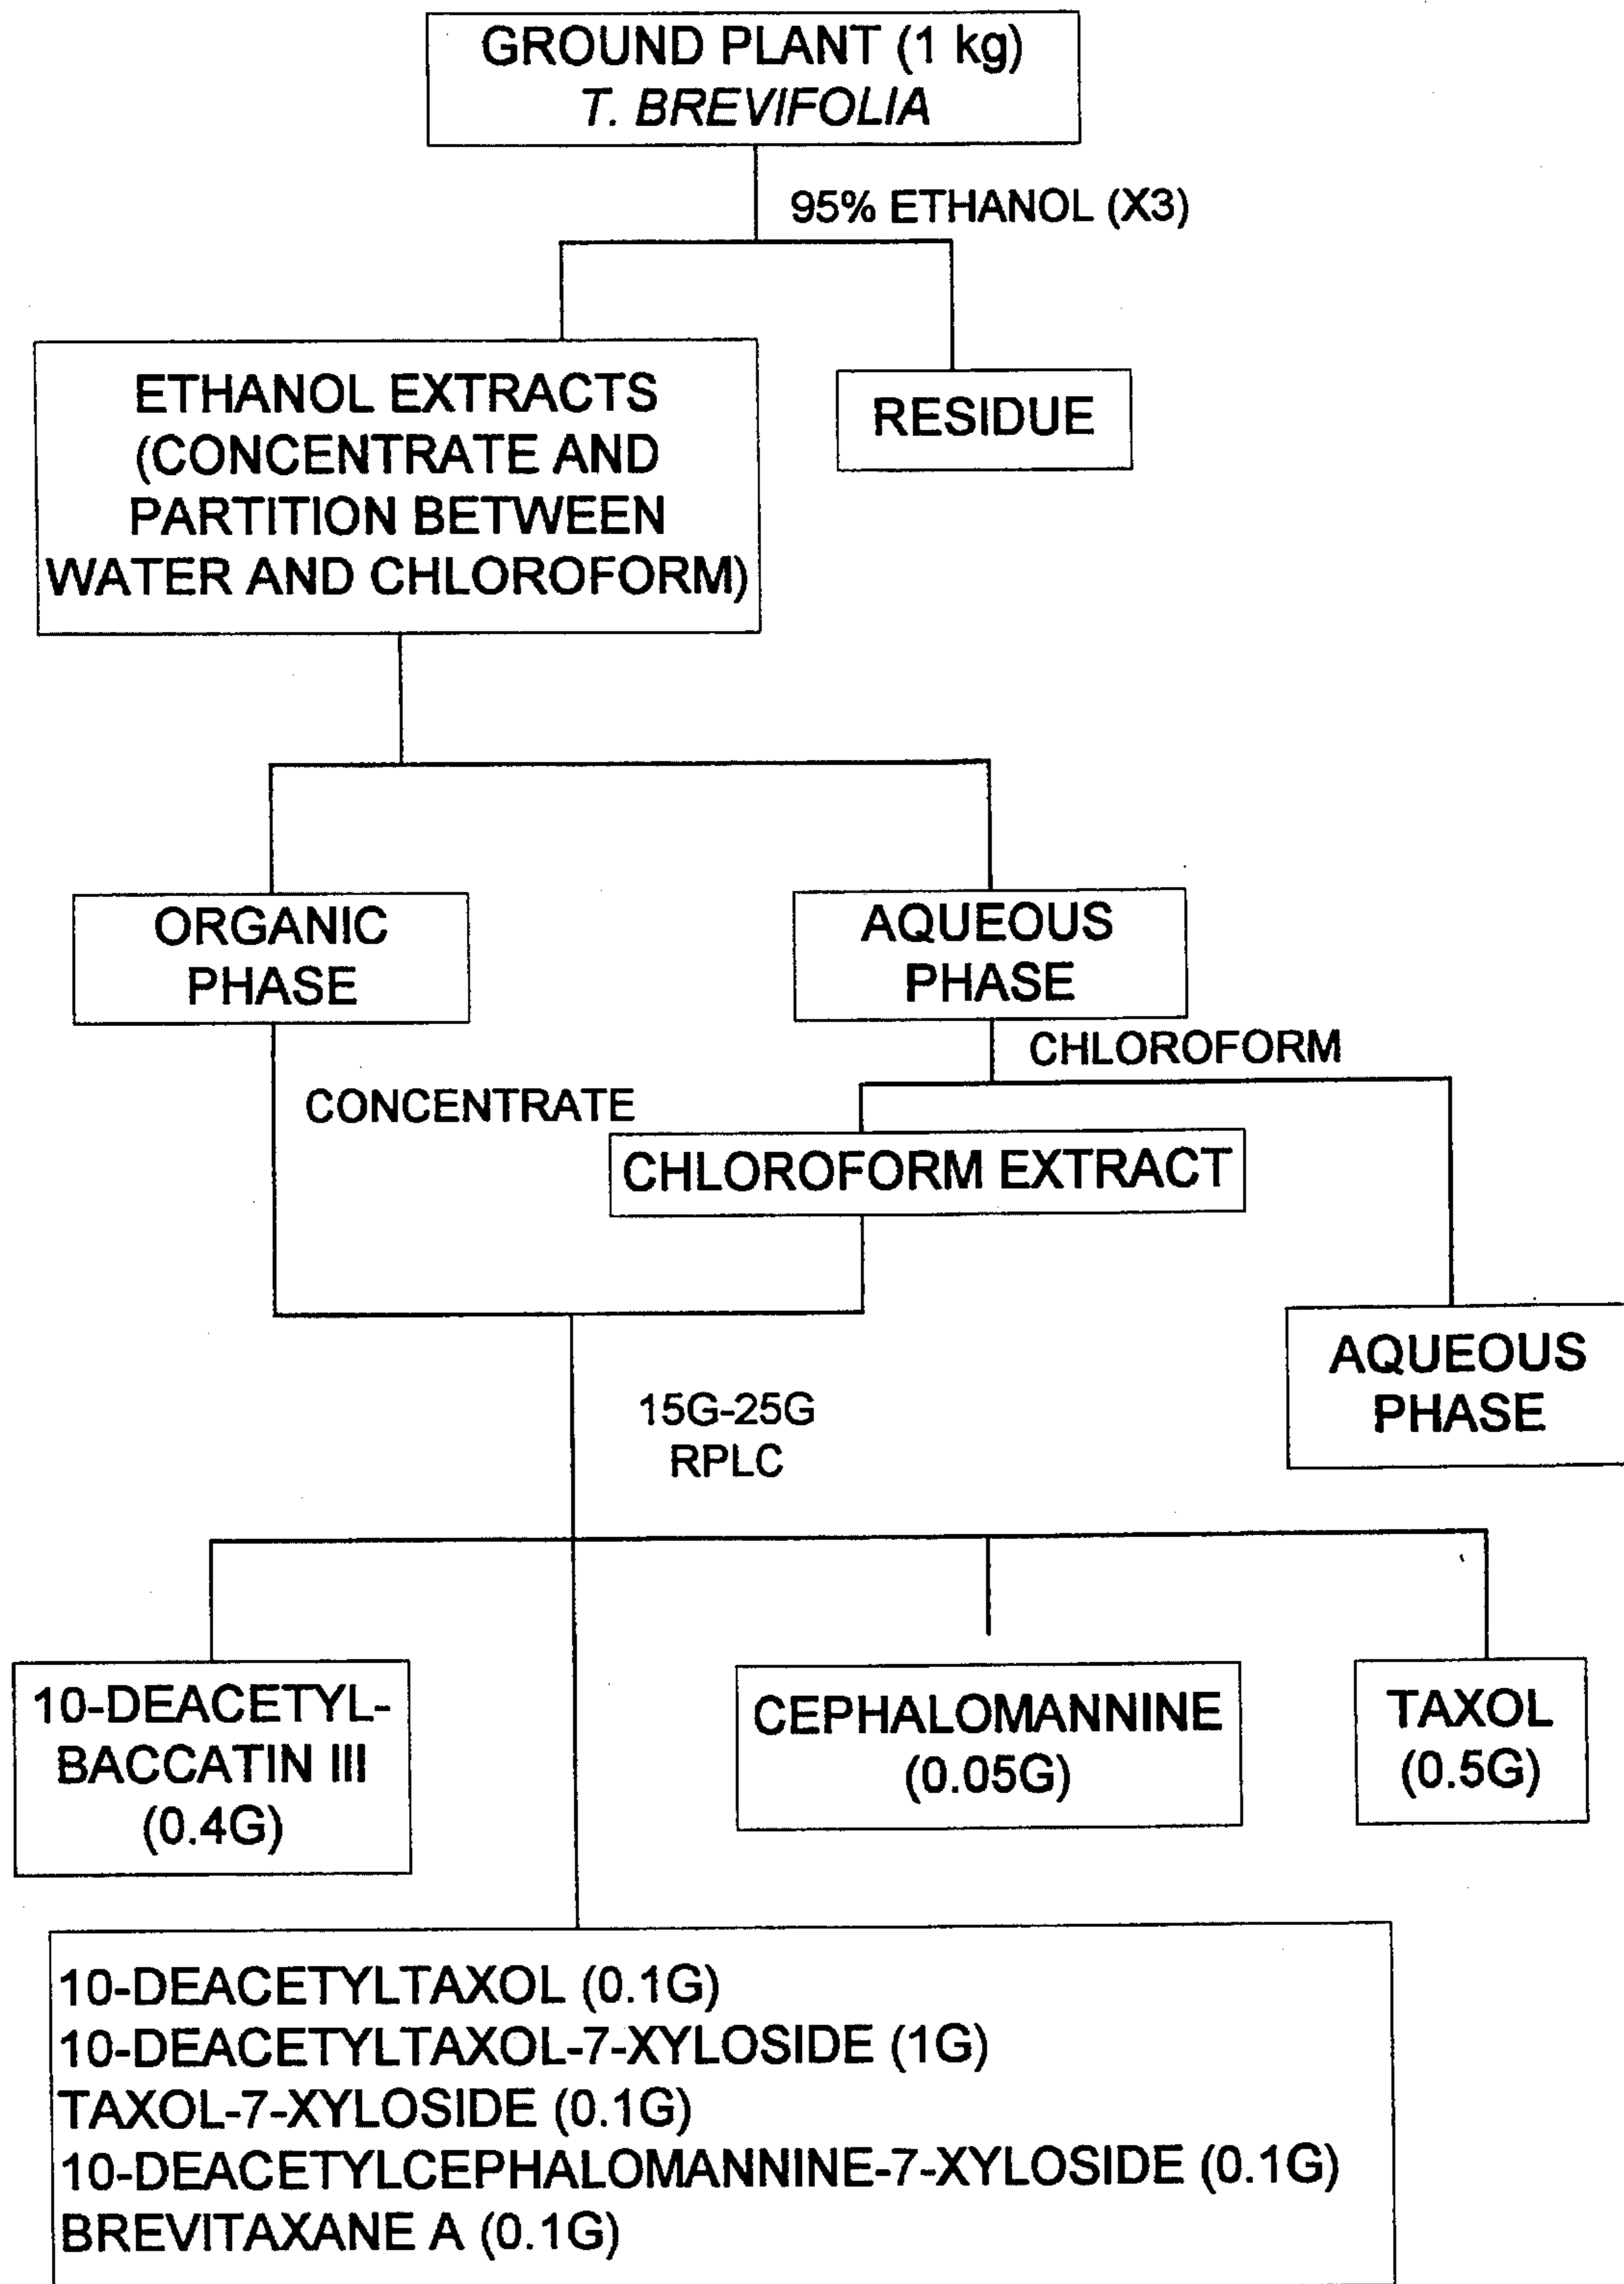 GROUND PLANT (1 kg)
T. BREVIFOLIA
95% ETHANOL (X3)
ETHANOL EXTRACTS
(CONCENTRATE AND
PARTITION BETWEEN
WATER AND CHLOROFORM)
RESIDUE
ORGANIC
PHASE
AQUEOUS
PHASE
CHLOROFORM
CONCENTRATE
CHLOROFORM EXTRACT
AQUEOUS
PHASE
15G-25G
RPLC
10-DEACETYL-
BACCATIN III
(0.4G)
CEPHALOMANNINE
(0.05G)
TAXOL
(0.5G)
10-DEACETYLTAXOL (0.1G)
10-DEACETYLTAXOL-7-XYLOSIDE (1G)
TAXOL-7-XYLOSIDE (0.1G)
10-DEACETYLCEPHALOMANNINE-7-XYLOSIDE (0.1G)
BREVITAXANE A (0.1G)